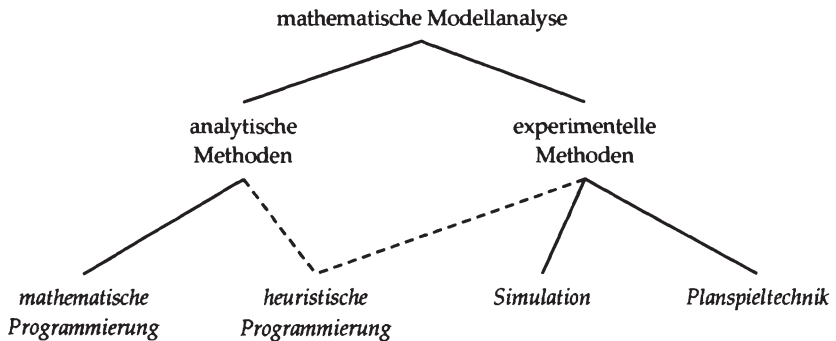 mathematische Modellanalyse
analytische
Methoden
experimentelle
Methoden
mathematische
Programmierung
heuristische
Programmierung
Simulation
Planspieltechnik